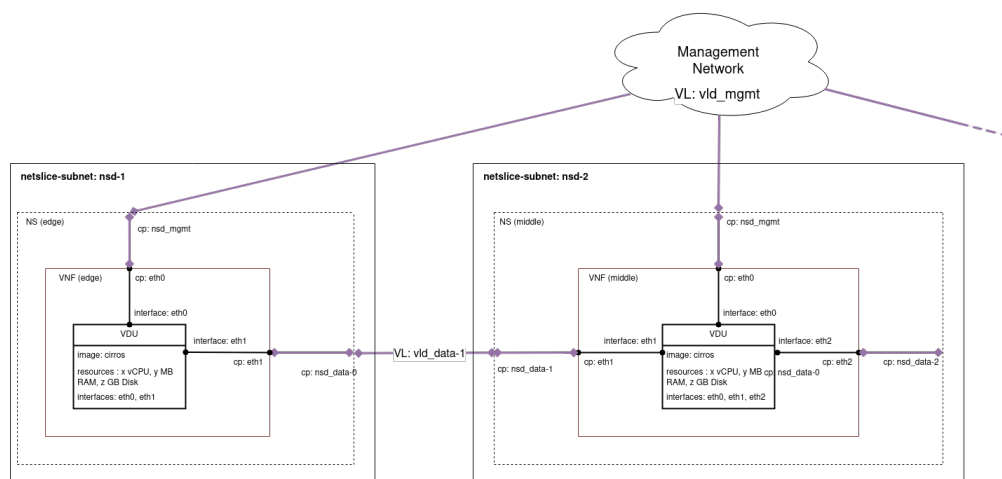 Management
Network
VL: vld_mgmt
netslice-subnet: nsd-1
NS (edge)
cp: nsd_mgmt
VNF (edge)
cp: eth0
interface: eth0
VDU
image: cirros
resources : x vCPU, y MB
RAM, z GB Disk
interfaces: eth0, eth1
interface: eth1
cp: eth1
cp: nsd_data-0
VL: vld_data-1
netslice-subnet: nsd-2
NS (middle)
cp: nsd_mgmt
VNF (middle)
cp: eth0
interface: eth0
cp: nsd_data-1
cp: eth1
interface: eth1
VDU
image: cirros
resources : x vCPU, y MB
RAM, z GB Disk
interfaces: eth0, eth1, eth2
interface: eth2
cp: nsd_data-0
cp: eth2
cp: nsd_data-2